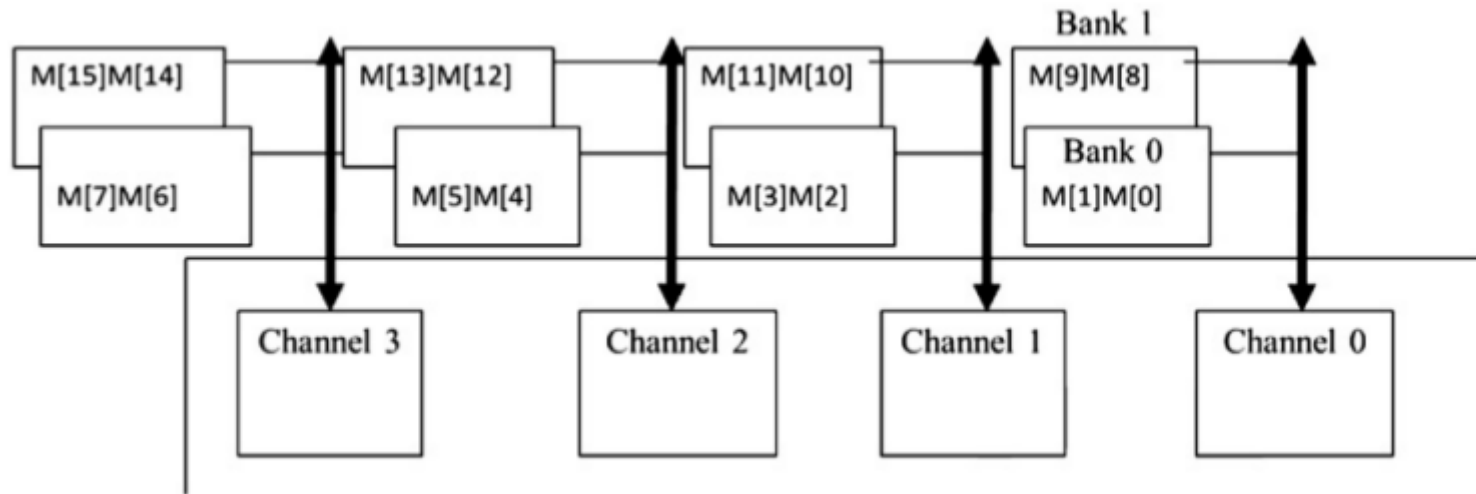 Bank 1
M[15]M[14] M[13]M[12] M[11]M[10] M[9]M[8]
Bank 0
M[7]M[6] M[5]M[4] M[3]M[2] M[1]M[0]
Channel 3 Channel 2 Channel 1 Channel 0